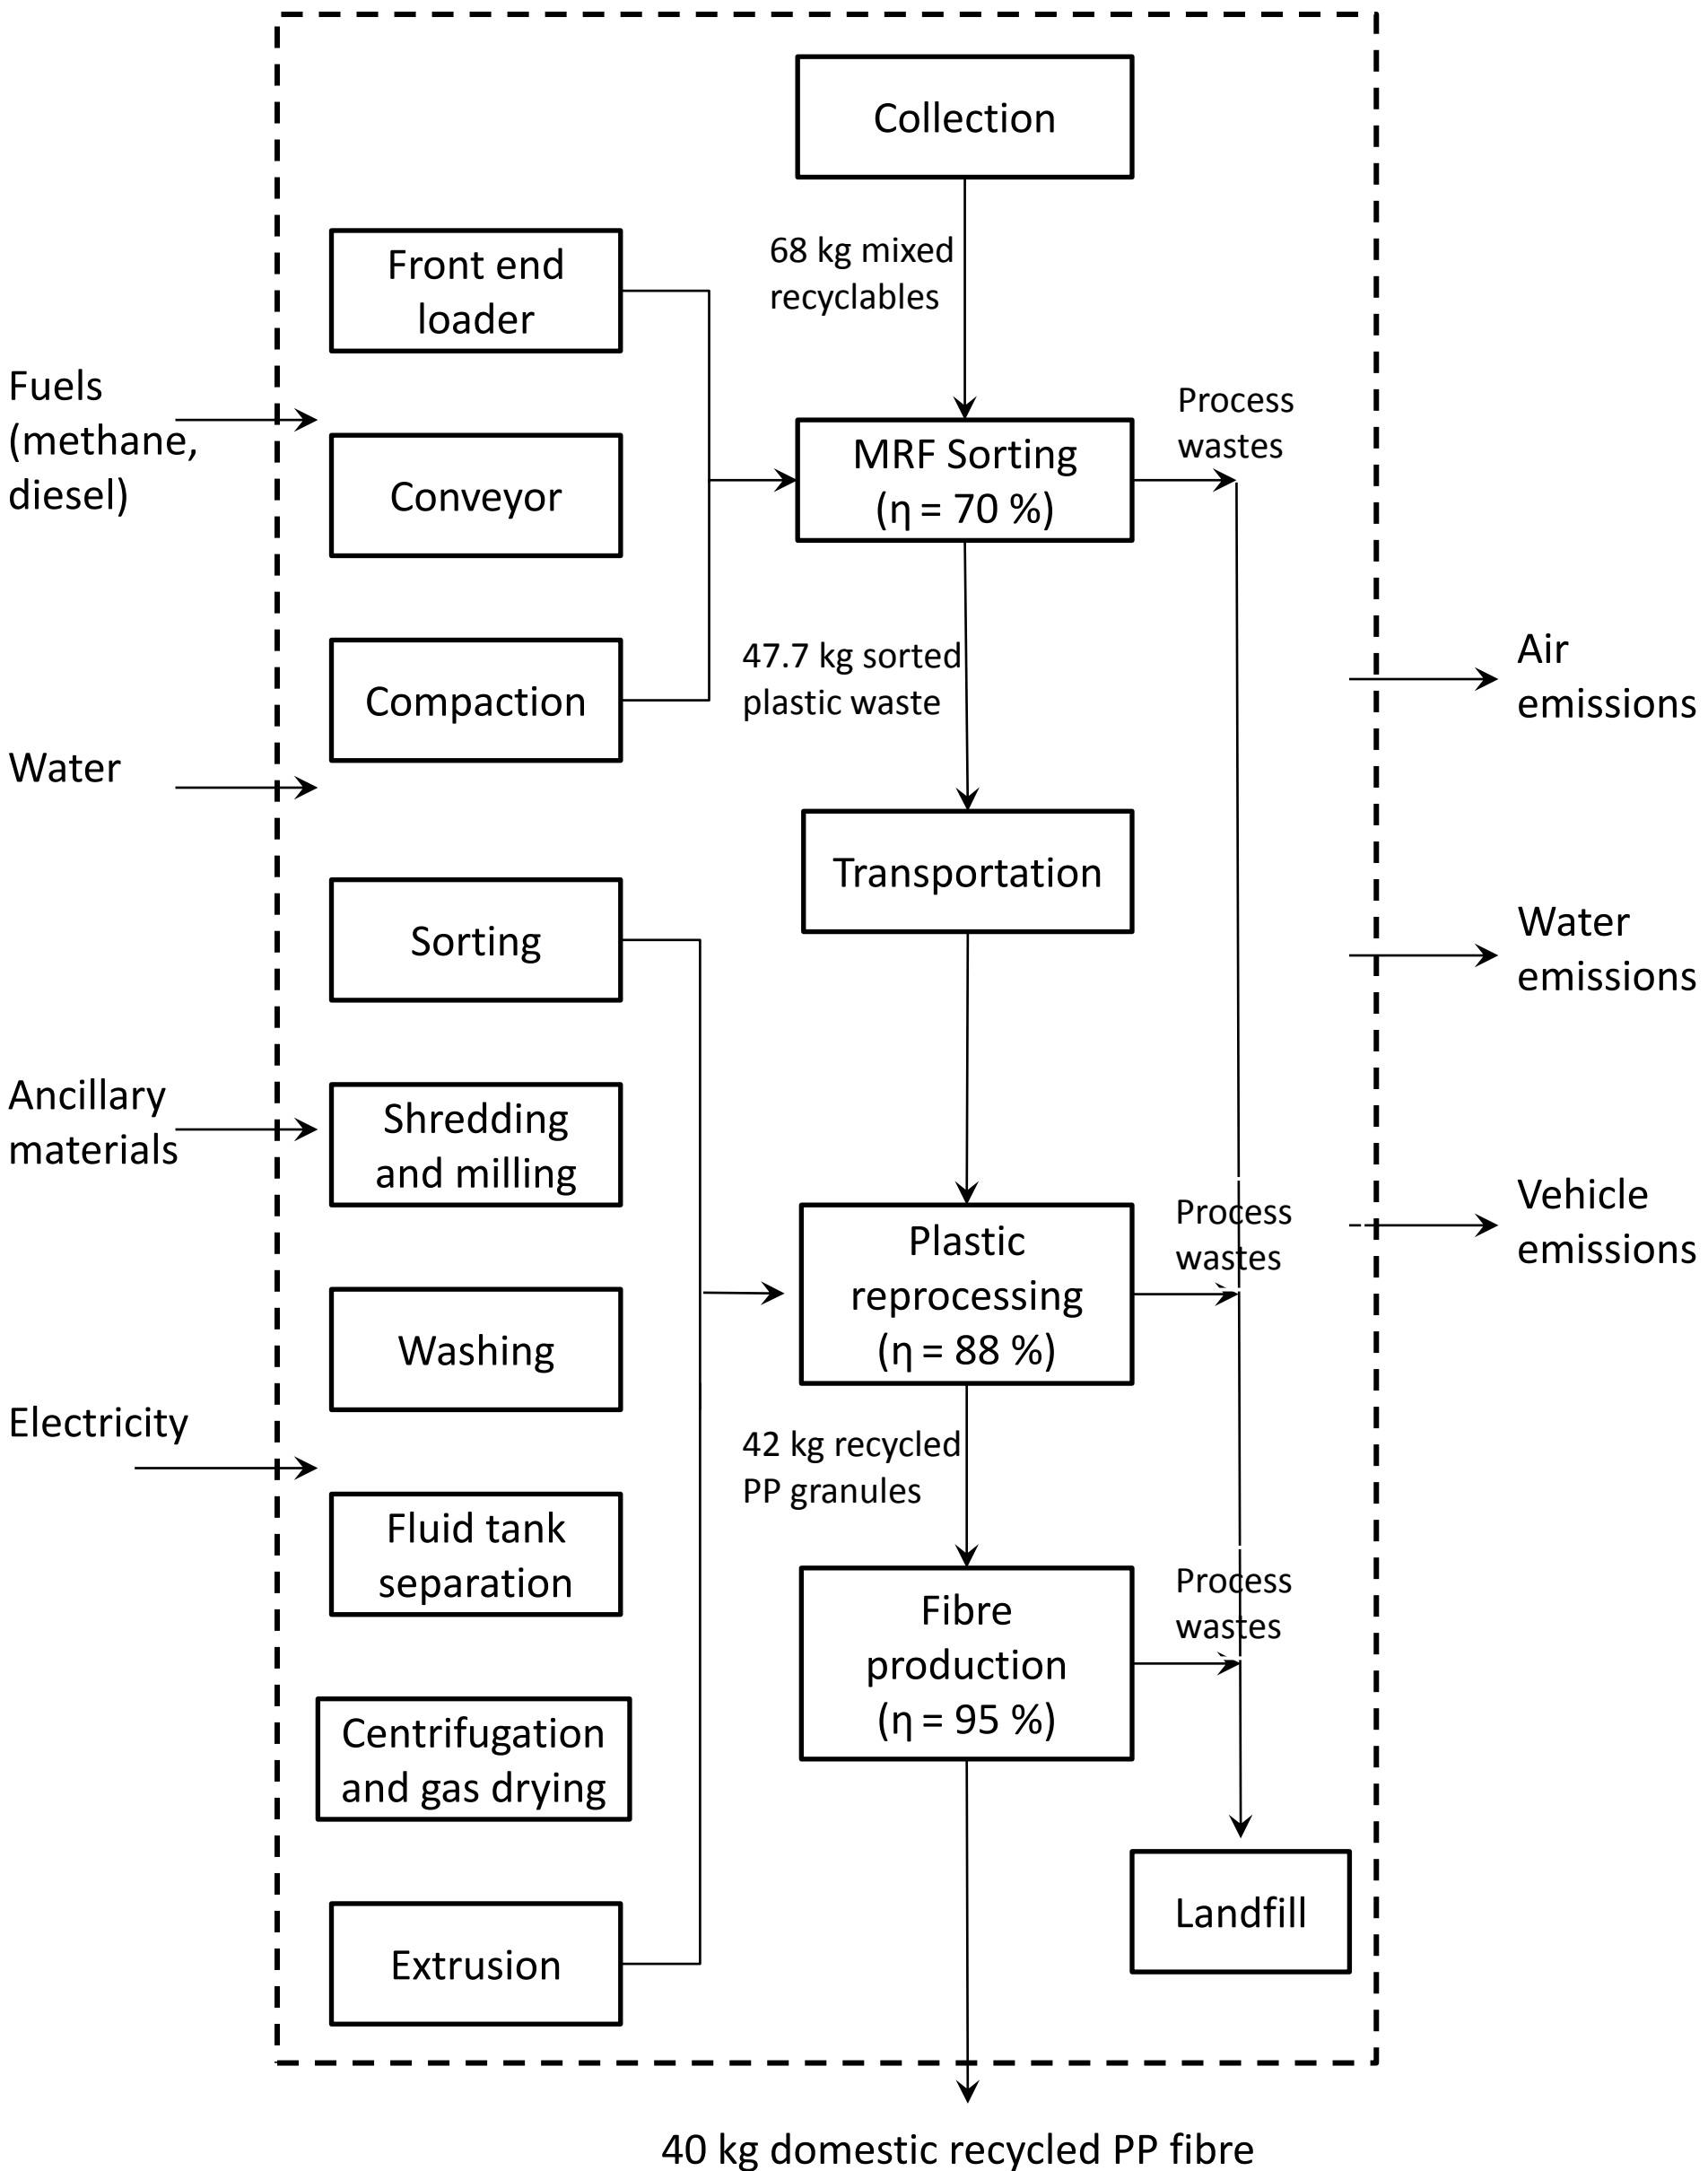 Collection
68 kg mixed
recyclables
Front end
loader
Fuels
(methane,
diesel)
Process
wastes
MRF Sorting
(η = 70 %)
Conveyor
47.7 kg sorted
plastic waste
Air
emissions
Compaction
Water
Transportation
Sorting
Water
emissions
Ancillary
materials
Shredding
and milling
Process
wastes
Vehicle
emissions
Plastic
reprocessing
(η = 88 %)
Washing
Electricity
42 kg recycled
PP granules
Fluid tank
separation
Process
wastes
Fibre
production
(η = 95 %)
Centrifugation
and gas drying
Landfill
Extrusion
40 kg domestic recycled PP fibre